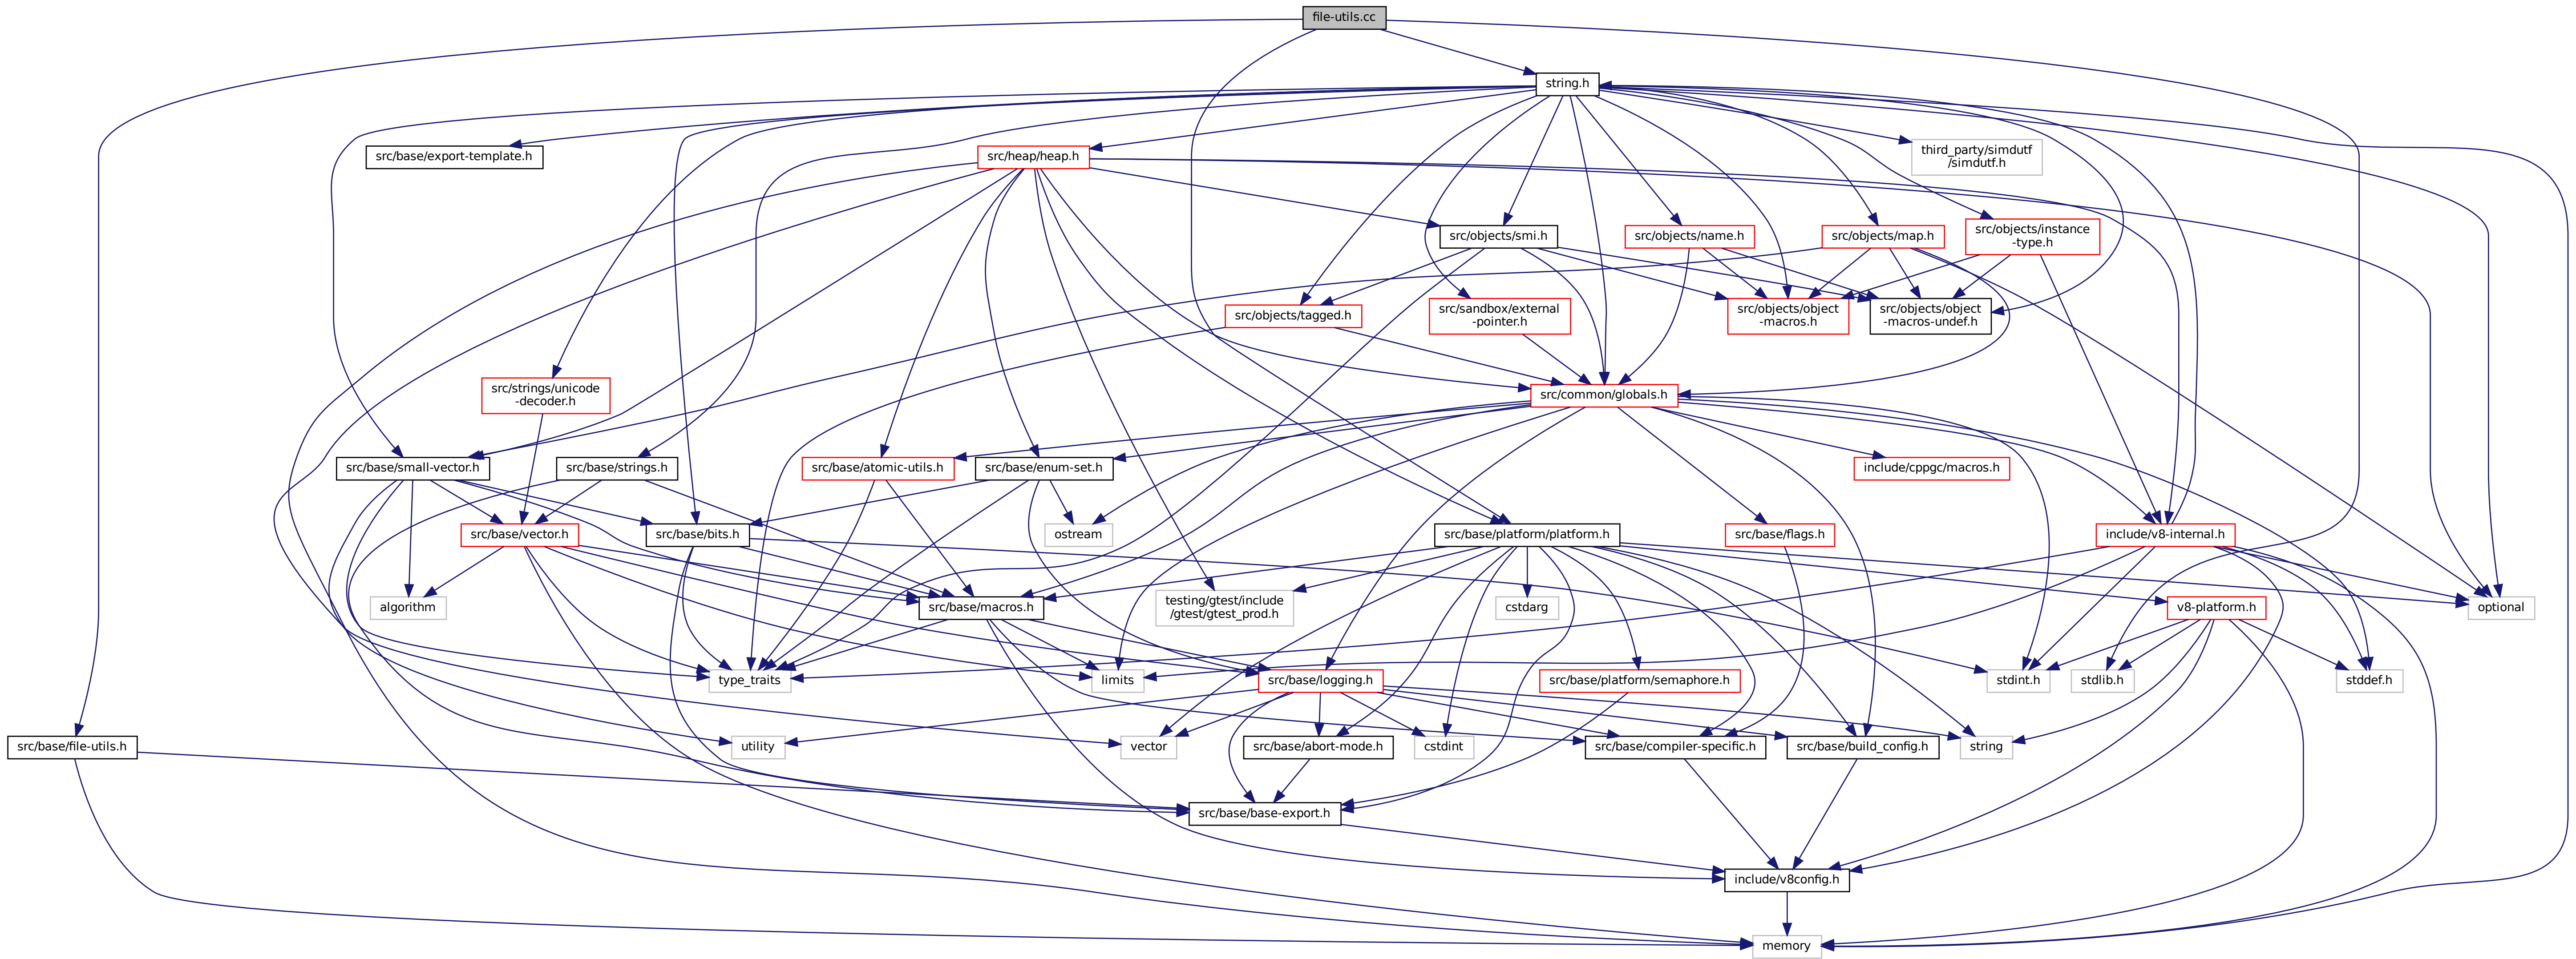 file-utils.cc
string.h
src/base/export-template.h
src/heap/heap.h
third_party/simdutf
/simdutf.h
src/objects/smi.h
src/objects/name.h
src/objects/map.h
src/objects/instance
-type.h
src/objects/tagged.h
src/sandbox/external
-pointer.h
src/objects/object
-macros.h
src/objects/object
-macros-undef.h
src/strings/unicode
-decoder.h
src/common/globals.h
src/base/small-vector.h
src/base/strings.h
src/base/atomic-utils.h
src/base/enum-set.h
include/cppgc/macros.h
src/base/vector.h
src/base/bits.h
ostream
src/base/platform/platform.h
src/base/flags.h
include/v8-internal.h
algorithm
src/base/macros.h
testing/gtest/include
/gtest/gtest_prod.h
cstdarg
v8-platform.h
optional
type_traits
limits
src/base/logging.h
src/base/platform/semaphore.h
stdint.h
stdlib.h
stddef.h
src/base/file-utils.h
utility
vector
src/base/abort-mode.h
cstdint
src/base/compiler-specific.h
src/base/build_config.h
string
src/base/base-export.h
include/v8config.h
memory